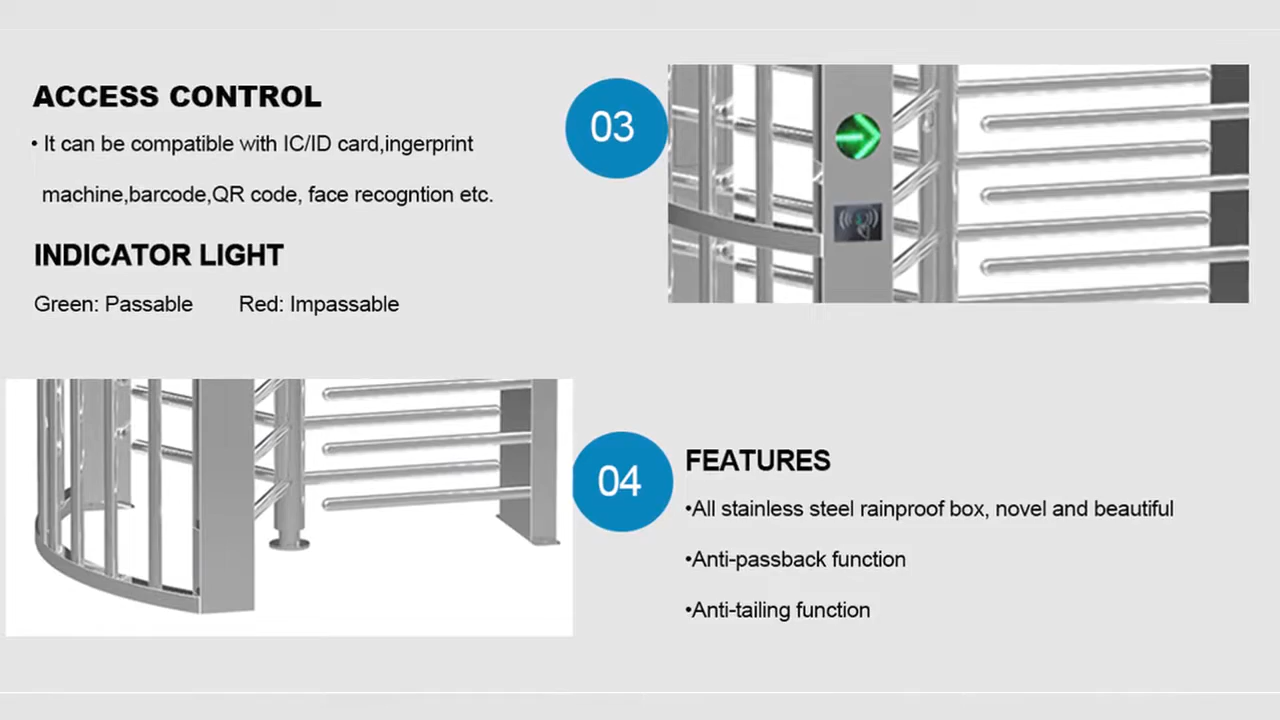 ACCESS CONTROL
• It can be compatible with IC/ID card,ingerprint
machine,barcode,QR code, face recogntion etc.
INDICATOR LIGHT
Green: Passable Red: Impassable
03
04
FEATURES
•All stainless steel rainproof box, novel and beautiful
•Anti-passback function
•Anti-tailing function